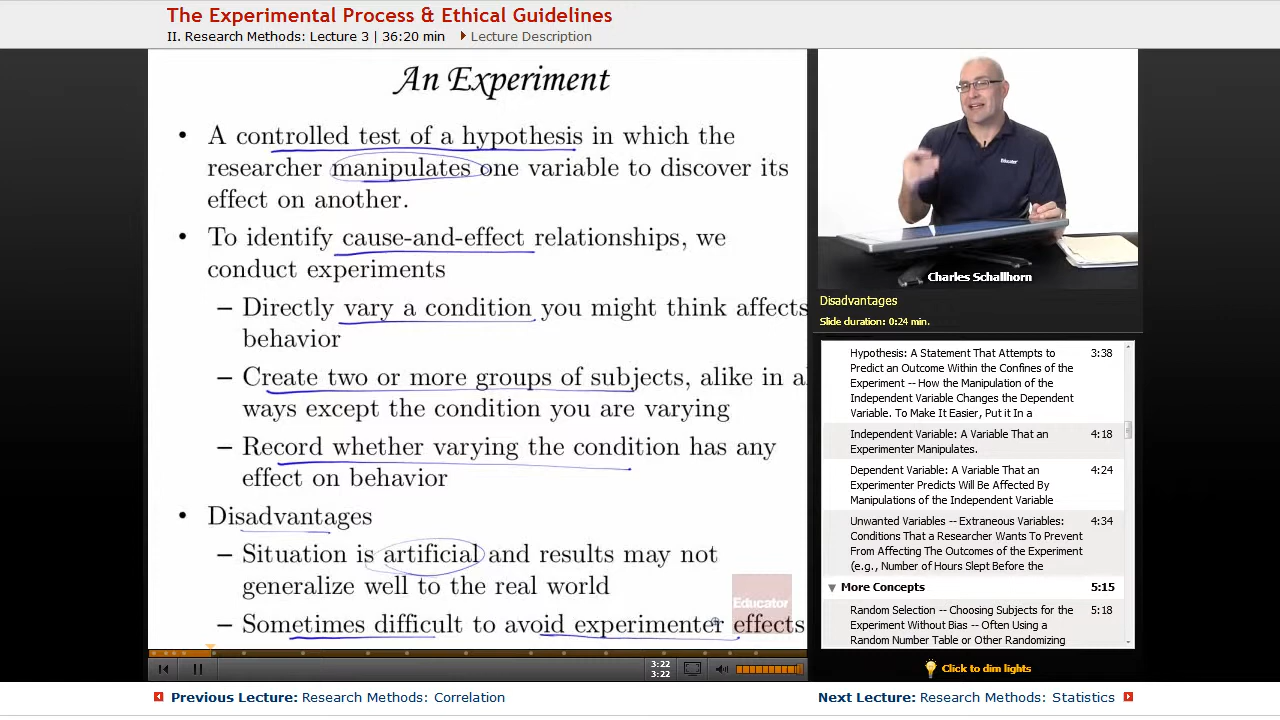 The Experimental Process & Ethical Guidelines
II. Research Methods: Lecture 3 | 36:20 min Lecture Description
An Experiment
• A controlled test of a hypothesis in which the
researcher manipulates one variable to discover its
effect on another.
• To identify cause-and-effect relationships, we
conduct experiments
– Directly vary a condition you might think affects
behavior
– Create two or more groups of subjects, alike in al
ways except the condition you are varying
– Record whether varying the condition has any
effect on behavior
• Disadvantages
– Situation is artificial and results may not
generalize well to the real world
– Sometimes difficult to avoid experimenter effects
Educator
3:22
3:22
Educator
Charles Schallhorn
Disadvantages
Slide duration: 0:24 min.
Hypothesis: A Statement That Attempts to 3:38
Predict an Outcome Within the Confines of the
Experiment -- How the Manipulation of the
Independent Variable Changes the Dependent
Variable. To Make It Easier, Put it In a
Independent Variable: A Variable That an 4:18
Experimenter Manipulates.
Dependent Variable: A Variable That an 4:24
Experimenter Predicts Will Be Affected By
Manipulations of the Independent Variable
Unwanted Variables -- Extraneous Variables: 4:34
Conditions That a Researcher Wants To Prevent
From Affecting The Outcomes of the Experiment
(e.g., Number of Hours Slept Before the
More Concepts 5:15
Random Selection -- Choosing Subjects for the 5:18
Experiment Without Bias -- Often Using a
Random Number Table or Other Randomizing
Click to dim lights
Previous Lecture: Research Methods: Correlation
Next Lecture: Research Methods: Statistics